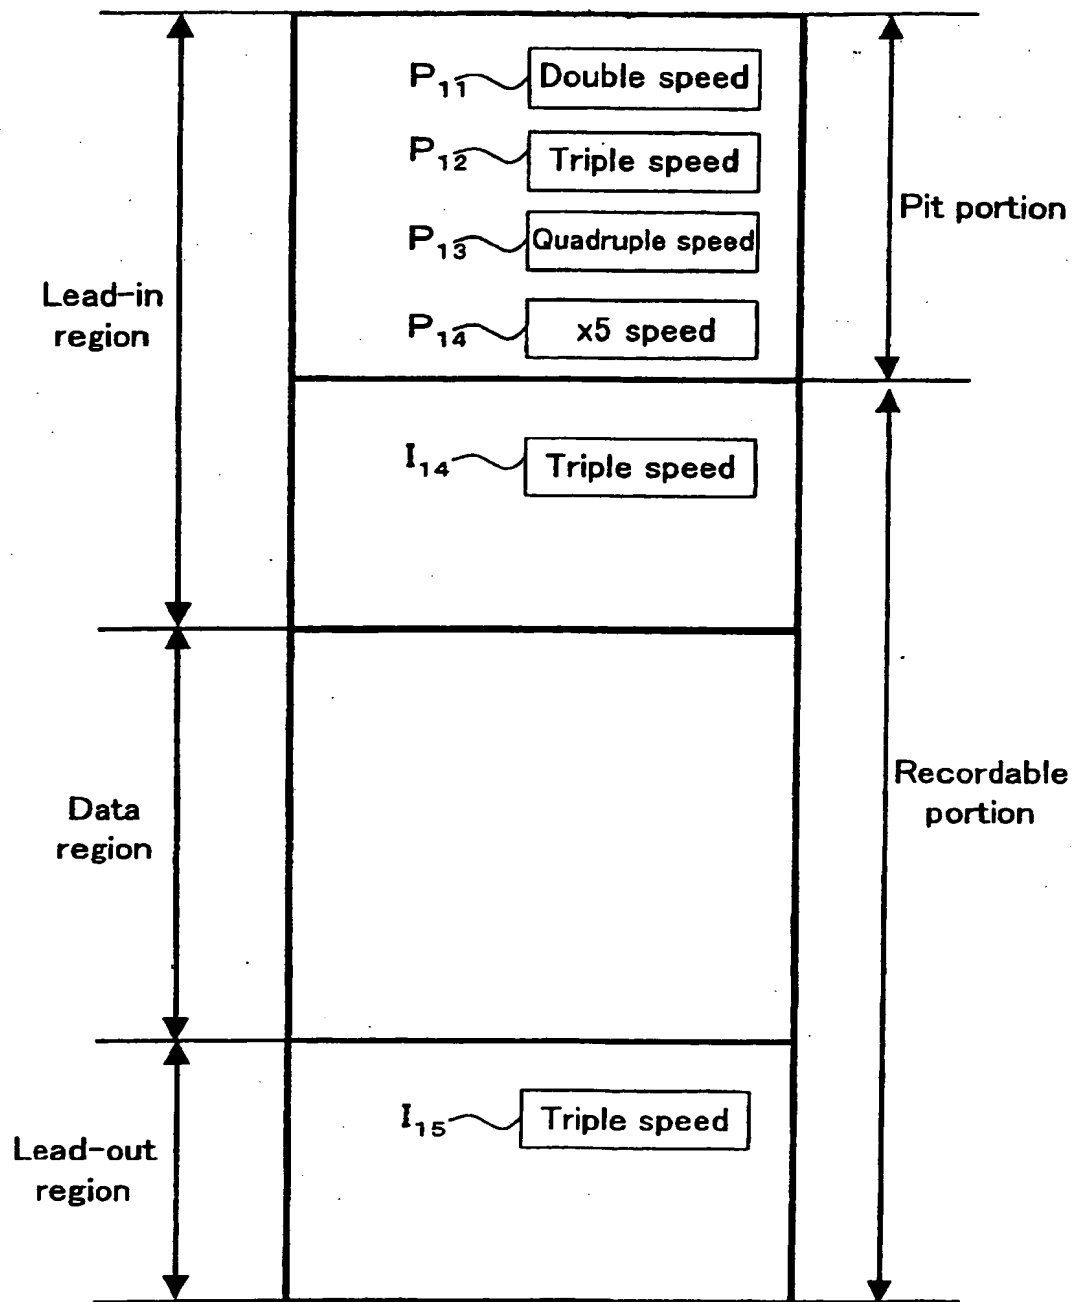 P11 Double speed
P12 Triple speed
P13 Quadruple speed
P14 x5 speed
Pit portion
Lead-in
region
I14 Triple speed
Data
region
Recordable
portion
I15 Triple speed
Lead-out
region